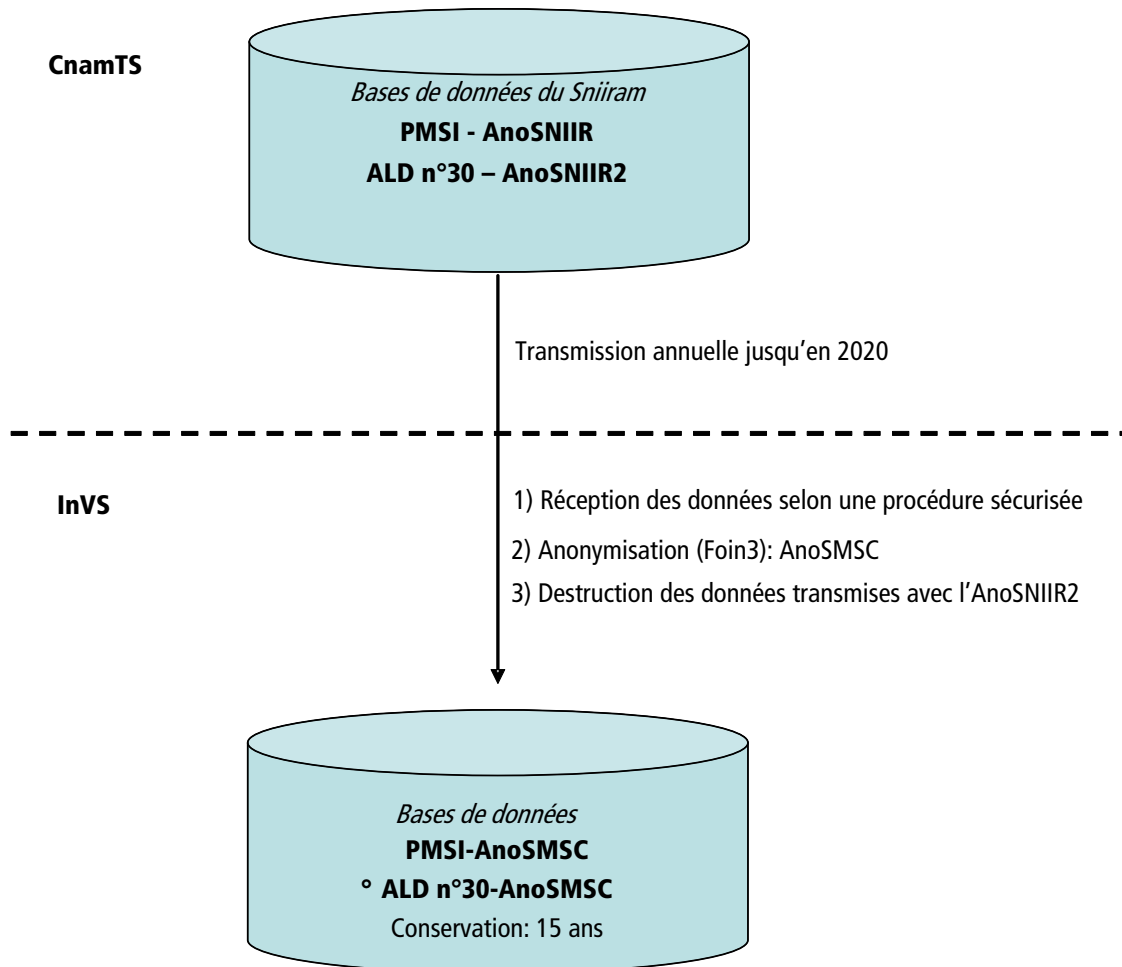 CnamTS
Bases de données du Sniiram
PMSI - AnoSNIIR
ALD n°30 – AnoSNIIR2
Transmission annuelle jusqu’en 2020
InVS
1) Réception des données selon une procédure sécurisée
2) Anonymisation (Foin3): AnoSMSC
3) Destruction des données transmises avec l’AnoSNIIR2
Bases de données
PMSI-AnoSMSC
° ALD n°30-AnoSMSC
Conservation: 15 ans